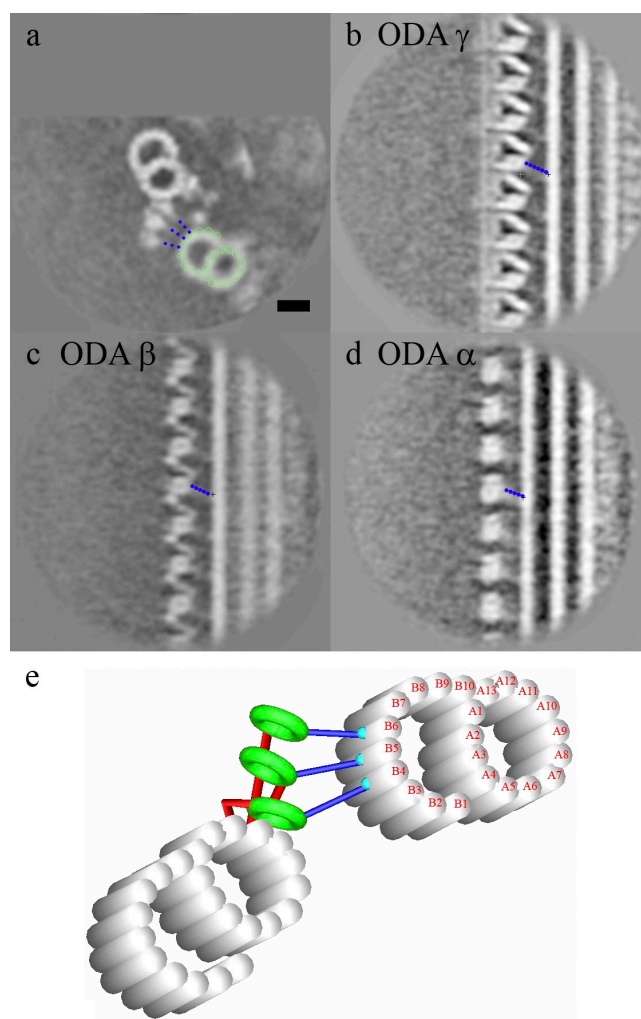 a
b ODA γ
c ODA β
d ODA α
e
B7 B8 B9 B10 A13 A12 A11
B6 A1 A10
B5 A2 A9
B4 A3 A8
B3 B2 B1 A4 A5 A6 A7